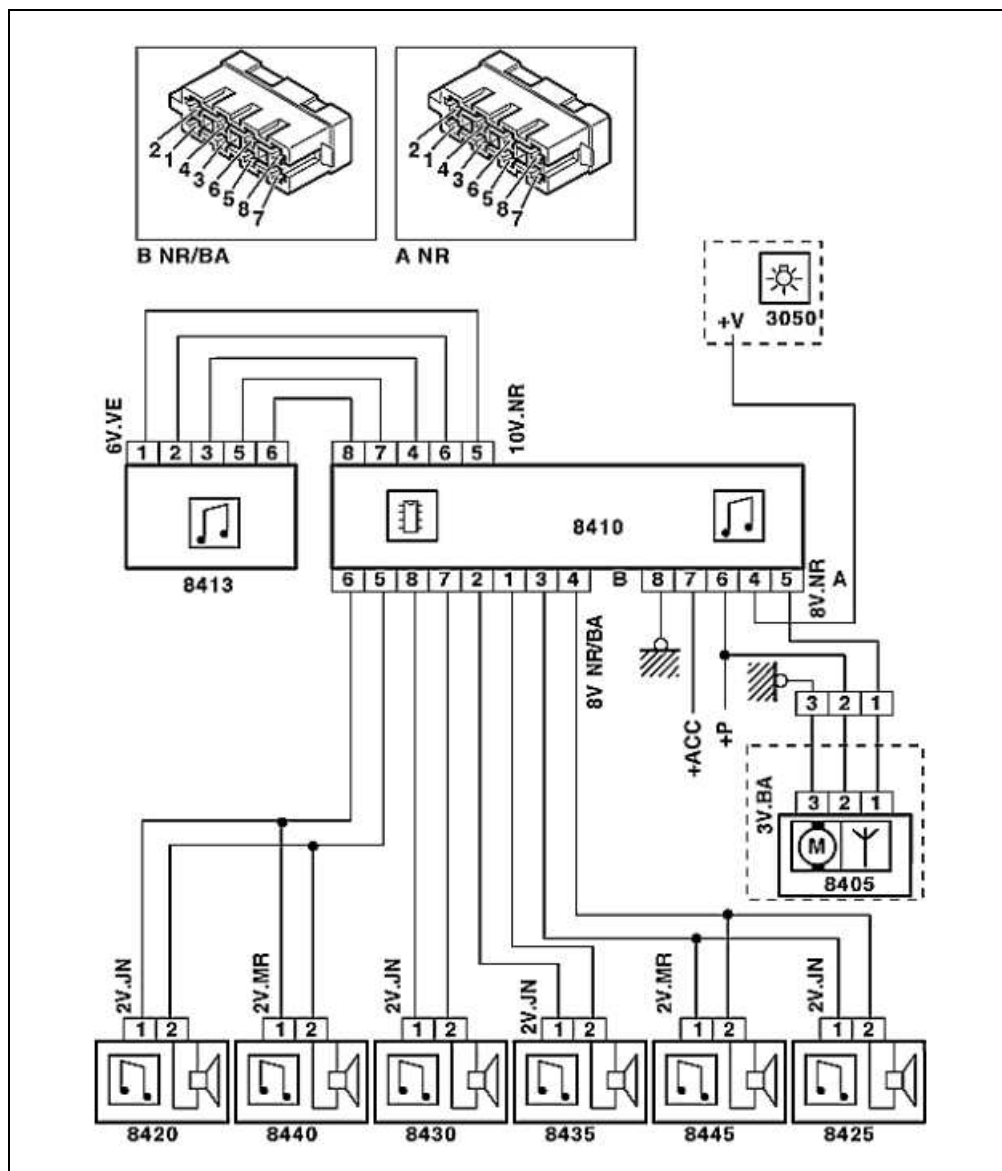 2 1 4 3 6 5 8 7
B NR/BA
2 1 4 3 6 5 8 7
A NR
+V 3050
6V.VE
10V.NR
1 2 3 5 6
8 7 4 6 5
8410
8413
6 5 8 7 2 1 3 4 B 8 7 6 4 5 A
8V.NR
8V NR/BA
+ACC
+P
3 2 1
3V.BA
3 2 1
M
8405
2V.JN
2V.MR
2V.JN
2V.JN
2V.MR
2V.JN
1 2
1 2
1 2
1 2
1 2
1 2
8420 8440 8430 8435 8445 8425